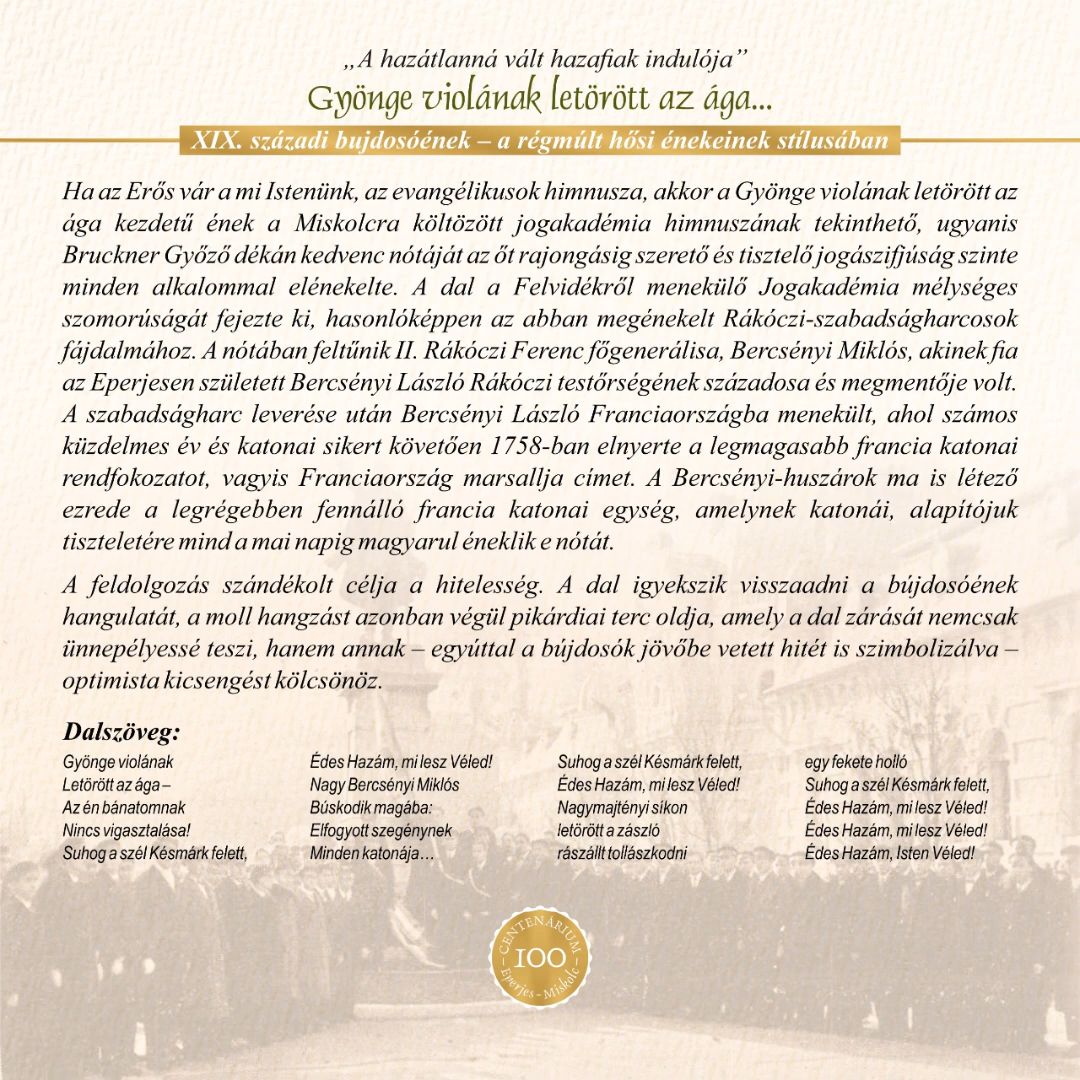 „A hazátlanná vált hazafiak indulója”
Gyönge violának letörött az ága...
XIX. századi bujdosóének – a régmúlt hősi énekeinek stílusában
Ha az Erős vár a mi Istenünk, az evangélikusok himnusza, akkor a Gyönge violának letörött az
ága kezdetű ének a Miskolcra költözött jogakadémia himnuszának tekinthető, ugyanis
Bruckner Győző dékán kedvenc nótáját az őt rajongásig szerető és tisztelő jogászifjúság szinte
minden alkalommal elénekelte. A dal a Felvidékről menekülő Jogakadémia mélységes
szomorúságát fejezte ki, hasonlóképpen az abban megénekelt Rákóczi-szabadságharcosok
fájdalmához. A nótában feltűnik II. Rákóczi Ferenc főgenerálisa, Bercsényi Miklós, akinek fia
az Eperjesen született Bercsényi László Rákóczi testőrségének századosa és megmentője volt.
A szabadságharc leverése után Bercsényi László Franciaországba menekült, ahol számos
küzdelmes év és katonai sikert követően 1758-ban elnyerte a legmagasabb francia katonai
rendfokozatot, vagyis Franciaország marsallja címet. A Bercsényi-huszárok ma is létező
ezrede a legrégebben fennálló francia katonai egység, amelynek katonái, alapítójuk
tiszteletére mind a mai napig magyarul éneklik e nótát.
A feldolgozás szándékolt célja a hitelesség. A dal igyekszik visszaadni a bújdosóének
hangulatát, a moll hangzást azonban végül pikárdiai terc oldja, amely a dal zárását nemcsak
ünnepélyessé teszi, hanem annak – egyúttal a bújdosók jövőbe vetett hitét is szimbolizálva –
optimista kicsengést kölcsönöz.
Dalszöveg:
Gyönge violának
Letörött az ága –
Az én bánatomnak
Nincs vigasztalása!
Suhog a szél Késmárk felett,
Édes Hazám, mi lesz Véled!
Nagy Bercsényi Miklós
Búskodik magába:
Elfogyott szegénynek
Minden katonája…
Suhog a szél Késmárk felett,
Édes Hazám, mi lesz Véled!
Nagymajtényi síkon
letörött a zászló
rászállt tollászkodni
egy fekete holló
Suhog a szél Késmárk felett,
Édes Hazám, mi lesz Véled!
Édes Hazám, mi lesz Véled!
Édes Hazám, Isten Véled!
CENTENÁRIUM
100
Eperjes - Miskolc